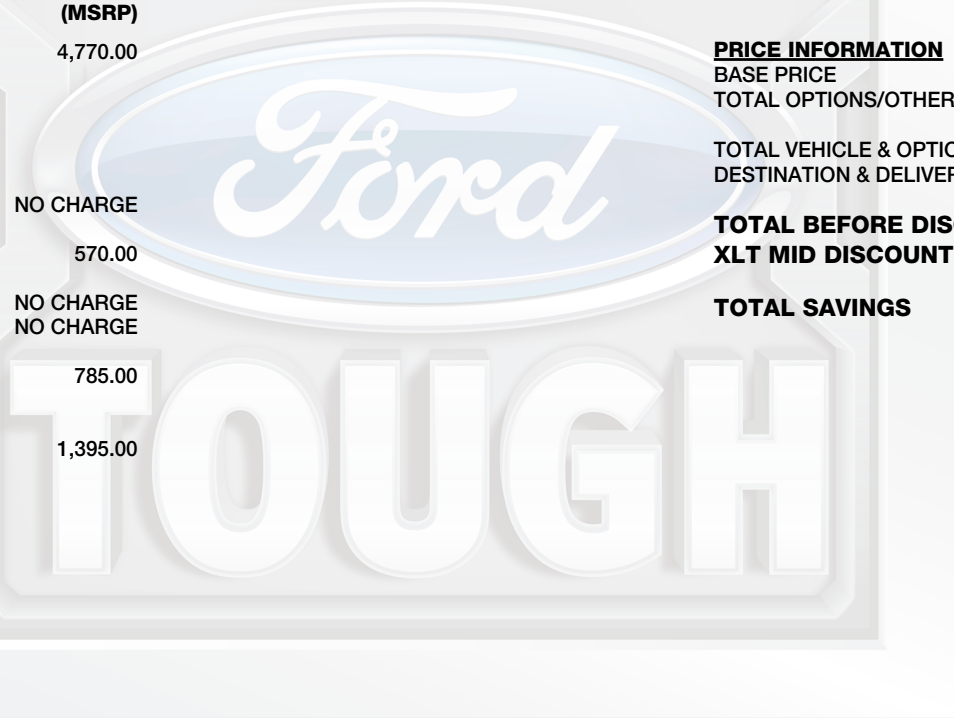 (MSRP)
4,770.00
NO CHARGE
570.00
NO CHARGE
NO CHARGE
785.00
1,395.00
PRICE INFORMATION
BASE PRICE
TOTAL OPTIONS/OTHER
TOTAL VEHICLE & OPTIO
DESTINATION & DELIVER
TOTAL BEFORE DISC
XLT MID DISCOUNT
TOTAL SAVINGS
Ford
TOUGH